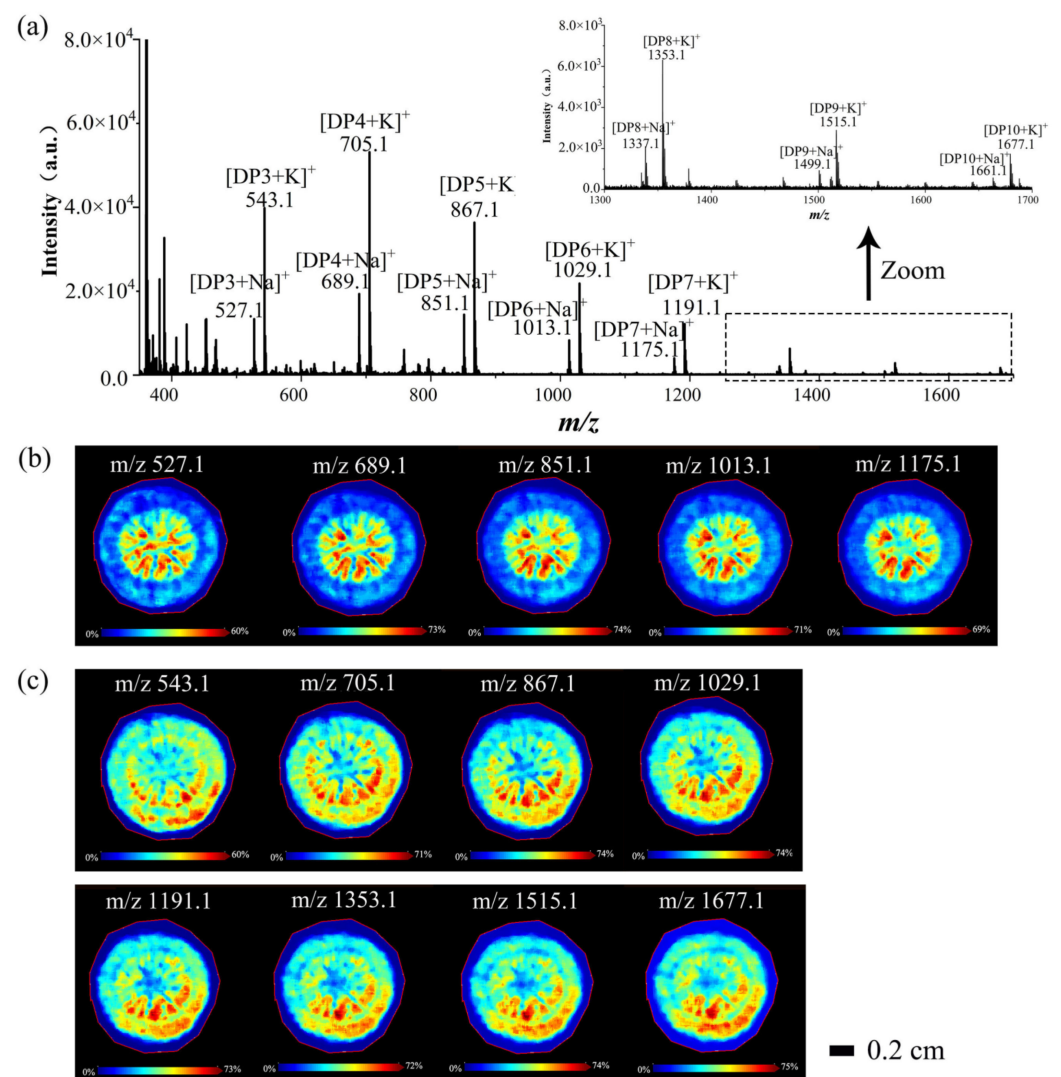 (a)
8.0×10⁴
6.0×10⁴
4.0×10⁴
2.0×10⁴
0.0
Intensity (a.u.)
[DP3+Na]⁺
527.1
[DP3+K]⁺
543.1
[DP4+Na]⁺
689.1
[DP4+K]⁺
705.1
[DP5+Na]⁺
851.1
[DP5+K
867.1
[DP6+Na]⁺
1013.1
[DP6+K]⁺
1029.1
[DP7+Na]⁺
1175.1
[DP7+K]⁺
1191.1
400 600 800 1000 1200 1400 1600
m/z
8.0×10³
6.0×10³
4.0×10³
2.0×10³
0.0
Intensity (a.u.)
[DP8+Na]⁺
1337.1
[DP8+K]⁺
1353.1
[DP9+Na]⁺
1499.1
[DP9+K]⁺
1515.1
[DP10+Na]⁺
1661.1
[DP10+K]⁺
1677.1
1300 1400 1500 1600 1700
m/z
Zoom
(b)
m/z 527.1 m/z 689.1 m/z 851.1 m/z 1013.1 m/z 1175.1
0% 60% 0% 73% 0% 74% 0% 71% 0% 69%
(c)
m/z 543.1 m/z 705.1 m/z 867.1 m/z 1029.1
0% 60% 0% 71% 0% 74% 0% 74%
m/z 1191.1 m/z 1353.1 m/z 1515.1 m/z 1677.1
0% 73% 0% 72% 0% 74% 0% 75%
0.2 cm